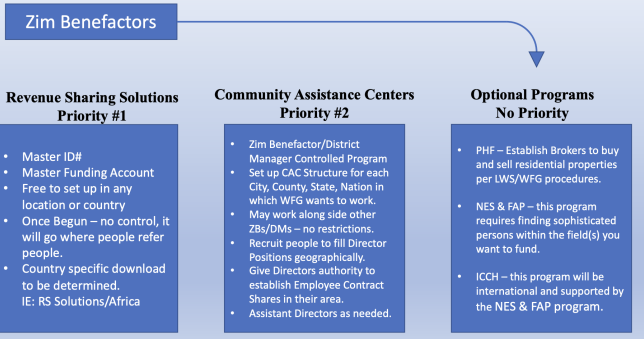 Zim Benefactors
Revenue Sharing Solutions
Priority #1
• Master ID#
• Master Funding Account
• Free to set up in any
location or country
• Once Begun – no control, it
will go where people refer
people.
• Country specific download
to be determined.
IE: RS Solutions/Africa
Community Assistance Centers
Priority #2
• Zim Benefactor/District
Manager Controlled Program
• Set up CAC Structure for each
City, County, State, Nation in
which WFG wants to work.
• May work along side other
ZBs/DMs – no restrictions.
• Recruit people to fill Director
Positions geographically.
• Give Directors authority to
establish Employee Contract
Shares in their area.
• Assistant Directors as needed.
Optional Programs
No Priority
• PHF – Establish Brokers to buy
and sell residential properties
per LWS/WFG procedures.
• NES & FAP – this program
requires finding sophisticated
persons within the field(s) you
want to fund.
• ICCH – this program will be
international and supported by
the NES & FAP program.